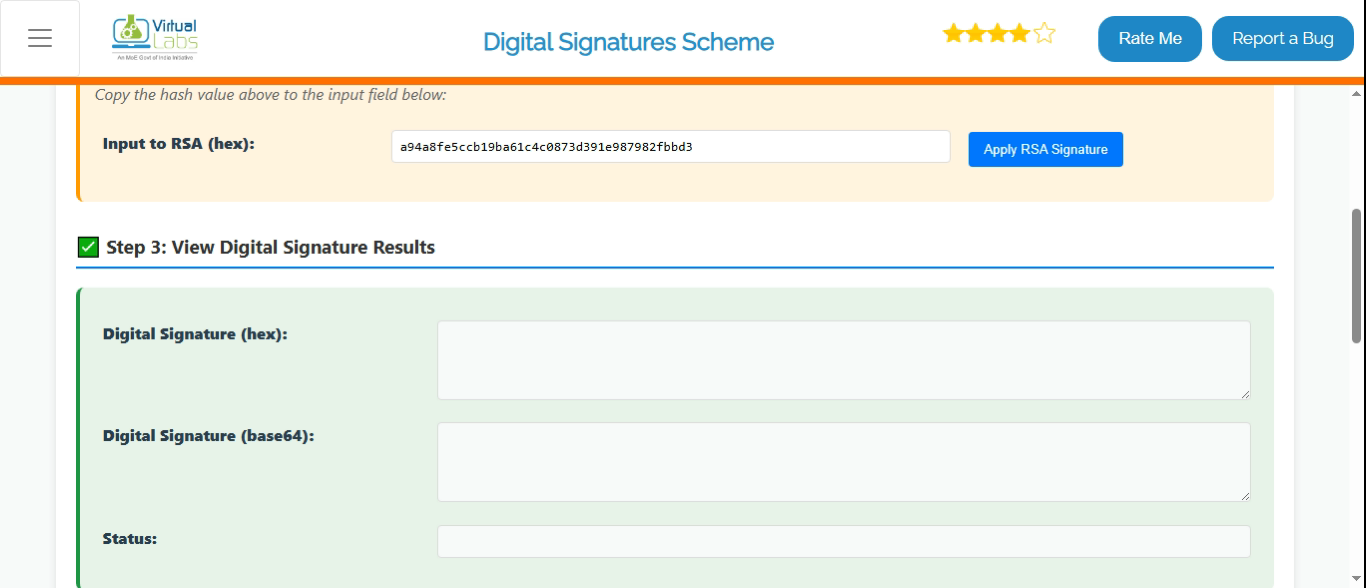 Virtual
Labs
An MoE Govt of India Initiative
Digital Signatures Scheme
Rate Me
Report a Bug
Copy the hash value above to the input field below:
Input to RSA (hex):
a94a8fe5ccb19ba61c4c0873d391e987982fbbd3
Apply RSA Signature
Step 3: View Digital Signature Results
Digital Signature (hex):
Digital Signature (base64):
Status: